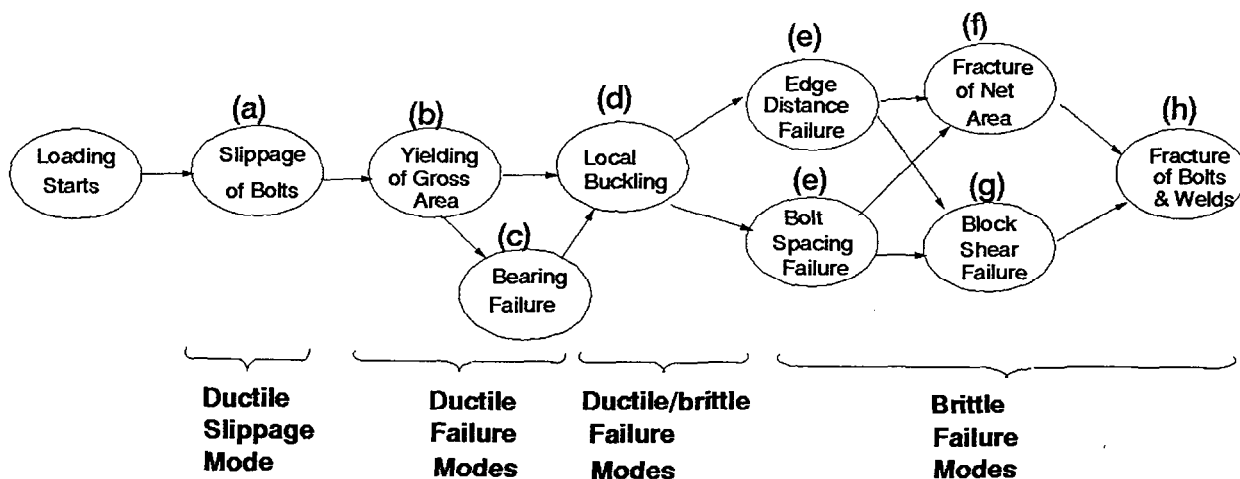 Loading
Starts
(a)
Slippage
of Bolts
(b)
Yielding
of Gross
Area
(c)
Bearing
Failure
(d)
Local
Buckling
(e)
Edge
Distance
Failure
(e)
Bolt
Spacing
Failure
(f)
Fracture
of Net
Area
(g)
Block
Shear
Failure
(h)
Fracture
of Bolts
& Welds
Ductile
Slippage
Mode
Ductile
Failure
Modes
Ductile/brittle
Failure
Modes
Brittle
Failure
Modes